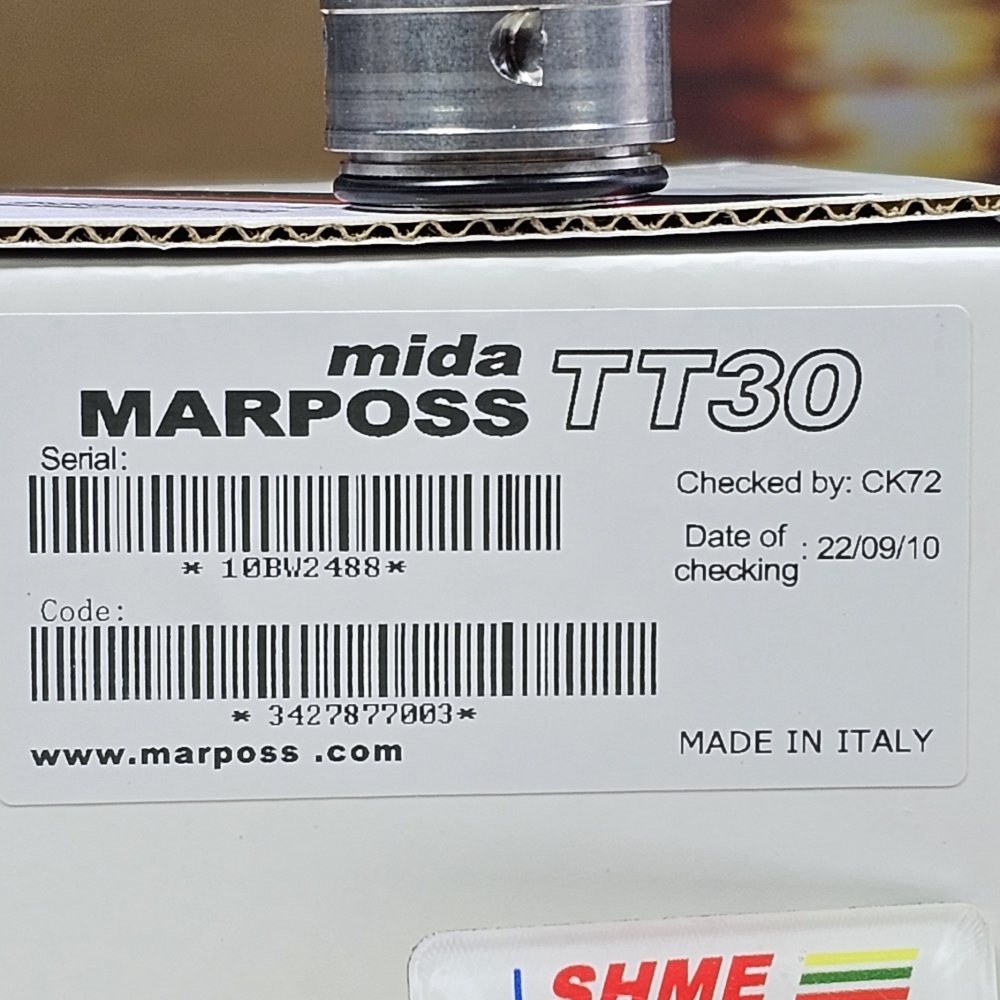 mida
MARPOSS TT30
Serial:
* 10BW2488*
Checked by: CK72
Date of checking : 22/09/10
Code:
* 3427877003*
www.marposs .com
MADE IN ITALY
SHME